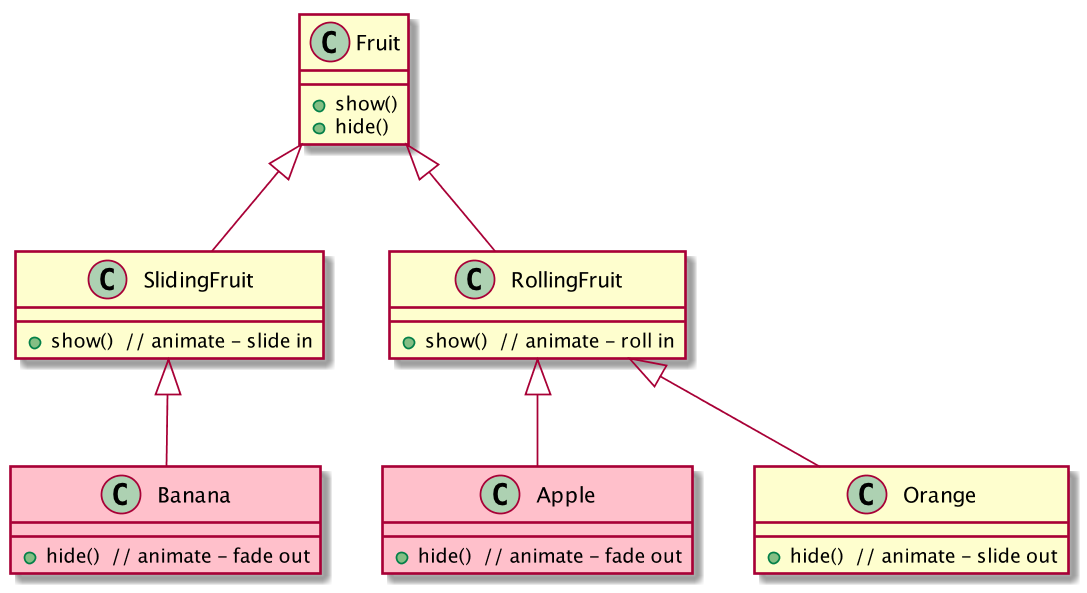 C Fruit
show()
hide()
C SlidingFruit
show() // animate – slide in
C RollingFruit
show() // animate – roll in
C Banana
hide() // animate – fade out
C Apple
hide() // animate – fade out
C Orange
hide() // animate – slide out